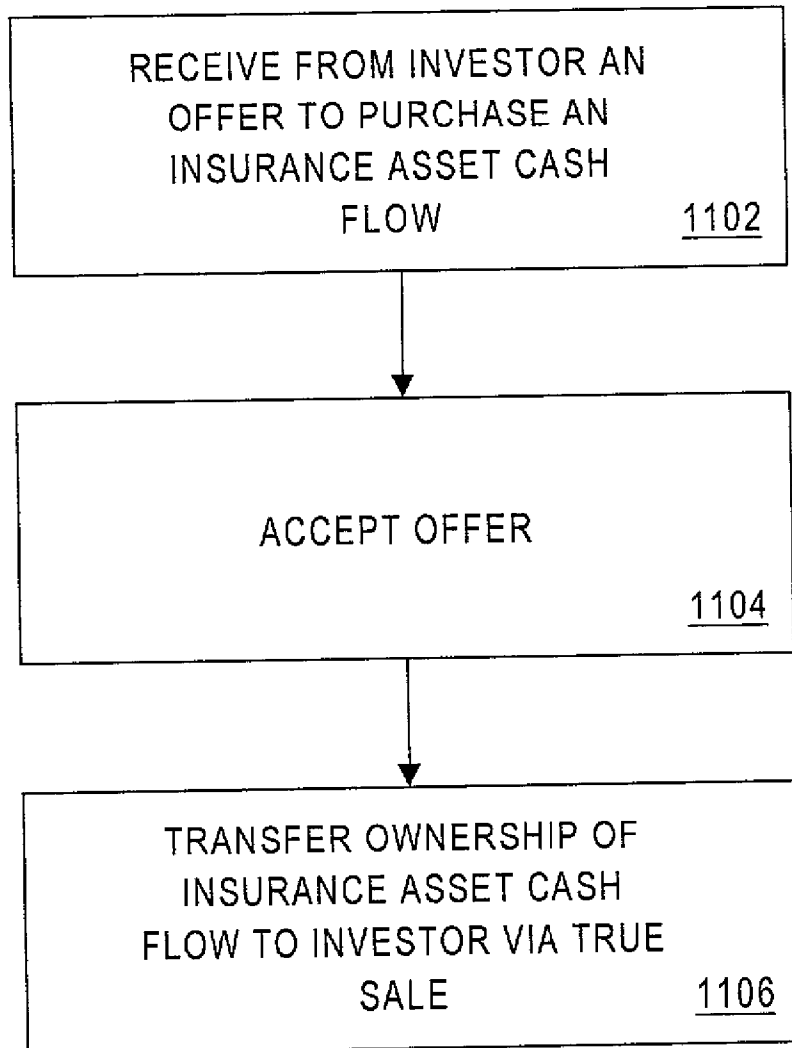 RECEIVE FROM INVESTOR AN
OFFER TO PURCHASE AN
INSURANCE ASSET CASH
FLOW 1102
ACCEPT OFFER
1104
TRANSFER OWNERSHIP OF
INSURANCE ASSET CASH
FLOW TO INVESTOR VIA TRUE
SALE 1106